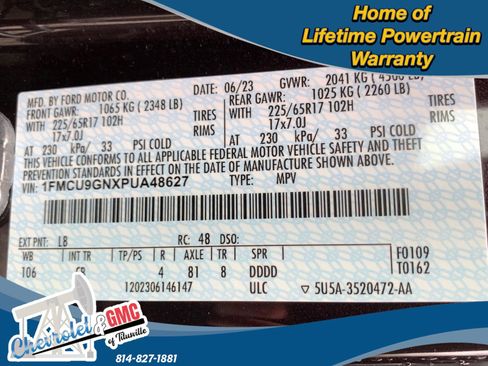 Home of
Lifetime Powertrain
Warranty
MFD. BY FORD MOTOR CO.
DATE: 06/23 GVWR: 2041 KG ( 4500 LB)
FRONT GAWR: 1065 KG ( 2348 LB)
REAR GAWR: 1025 KG ( 2260 LB)
WITH 225/65R17 102H TIRES
WITH 225/65R17 102H TIRES
17x7.0J RIMS
17x7.0J RIMS
AT 230 kPa/ 33 PSI COLD
AT 230 kPa/ 33 PSI COLD
THIS VEHICLE CONFORMS TO ALL APPLICABLE FEDERAL MOTOR VEHICLE SAFETY AND THEFT
PREVENTION STANDARDS IN EFFECT ON THE DATE OF MANUFACTURE SHOWN ABOVE.
VIN: 1FMCU9GNXPUA48627 TYPE: MPV
EXT PNT: LB RC: 48 DSO:
WB INT TR TP/PS R AXLE TR SPR F0109
106 CB 4 81 8 DDDD T0162
1202306146147 ULC 5U5A-3520472-AA
Chevrolet GMC
of Titusville
814-827-1881